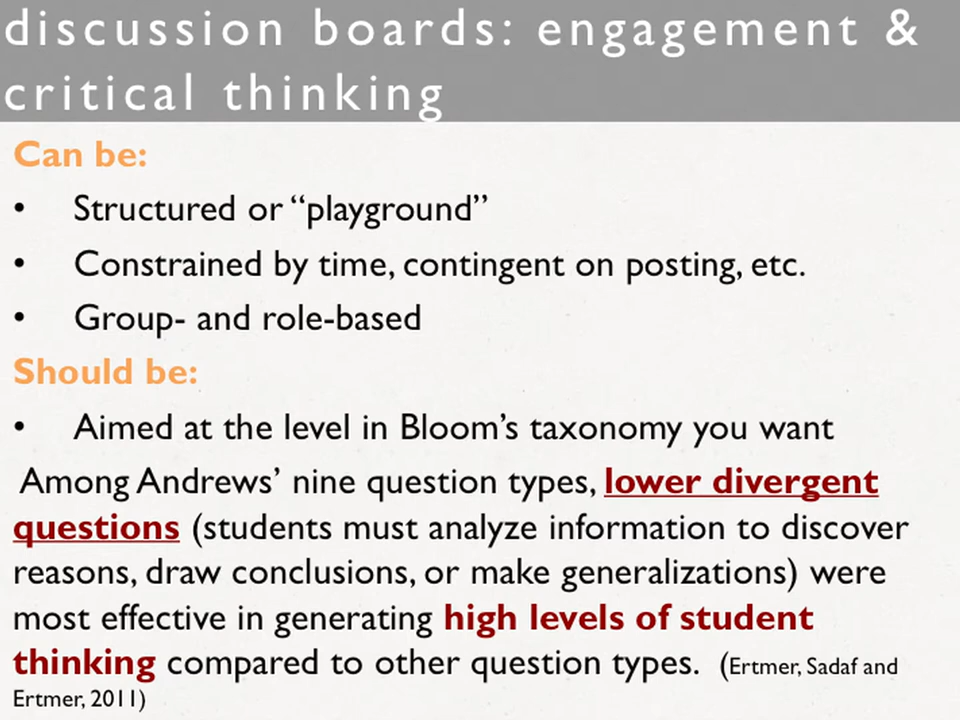 discussion boards: engagement &
critical thinking
Can be:
• Structured or “playground”
• Constrained by time, contingent on posting, etc.
• Group- and role-based
Should be:
• Aimed at the level in Bloom’s taxonomy you want
Among Andrews’ nine question types, lower divergent
questions (students must analyze information to discover
reasons, draw conclusions, or make generalizations) were
most effective in generating high levels of student
thinking compared to other question types. (Ertmer, Sadaf and
Ertmer, 2011)